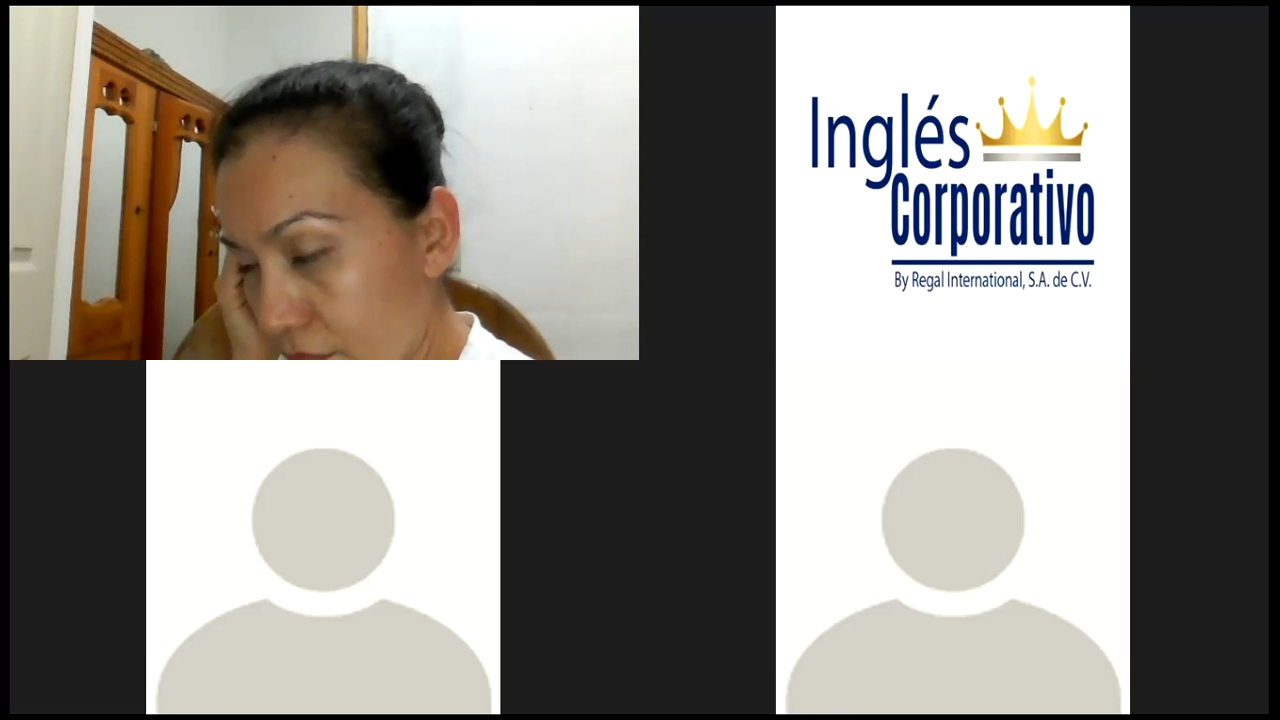 Inglés
Corporativo
By Regal International, S.A. de C.V.